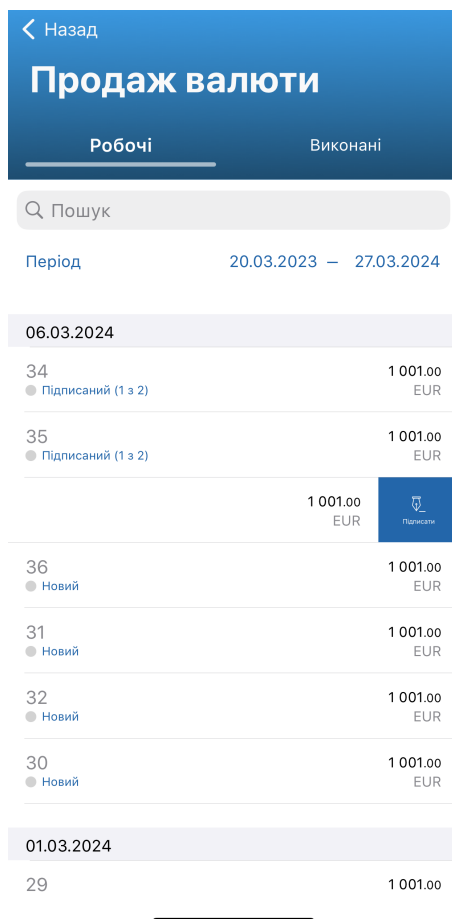 Назад
Продаж валюти
Робочі Виконані
Пошук
Період 20.03.2023 — 27.03.2024
06.03.2024
34 1 001.00
Підписаний (1 з 2) EUR
35 1 001.00
Підписаний (1 з 2) EUR
1 001.00
EUR Підписати
36 1 001.00
Новий EUR
31 1 001.00
Новий EUR
32 1 001.00
Новий EUR
30 1 001.00
Новий EUR
01.03.2024
29 1 001.00